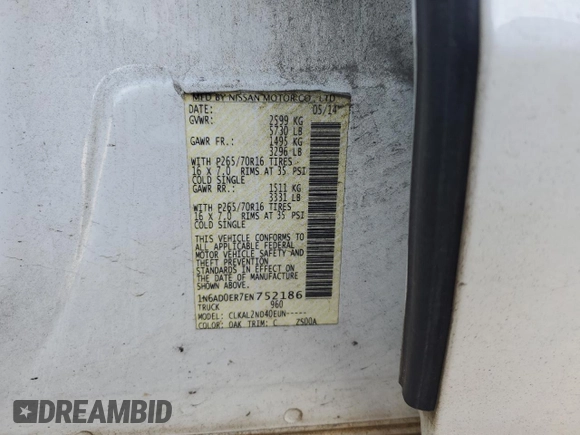 MFD BY NISSAN MOTOR CO., LTD
DATE: 05/14
GVWR: 2599 KG
5730 LB
GAWR FR.: 1495 KG
3296 LB
WITH P265/70R16 TIRES
16 X 7.0 RIMS AT 35 PSI
COLD SINGLE
GAWR RR.: 1511 KG
3331 LB
WITH P265/70R16 TIRES
16 X 7.0 RIMS AT 35 PSI
COLD SINGLE
THIS VEHICLE CONFORMS TO
ALL APPLICABLE FEDERAL
MOTOR VEHICLE SAFETY AND
THEFT PREVENTION
STANDARDS IN EFFECT ON
THE DATE OF MANUFACTURE
SHOWN ABOVE.
1N6AD0ER7EN752186
TRUCK 960
MODEL: CLKALZND4DEUN-----
COLOR: QAK TRIM: C ZS00A
DREAMBID